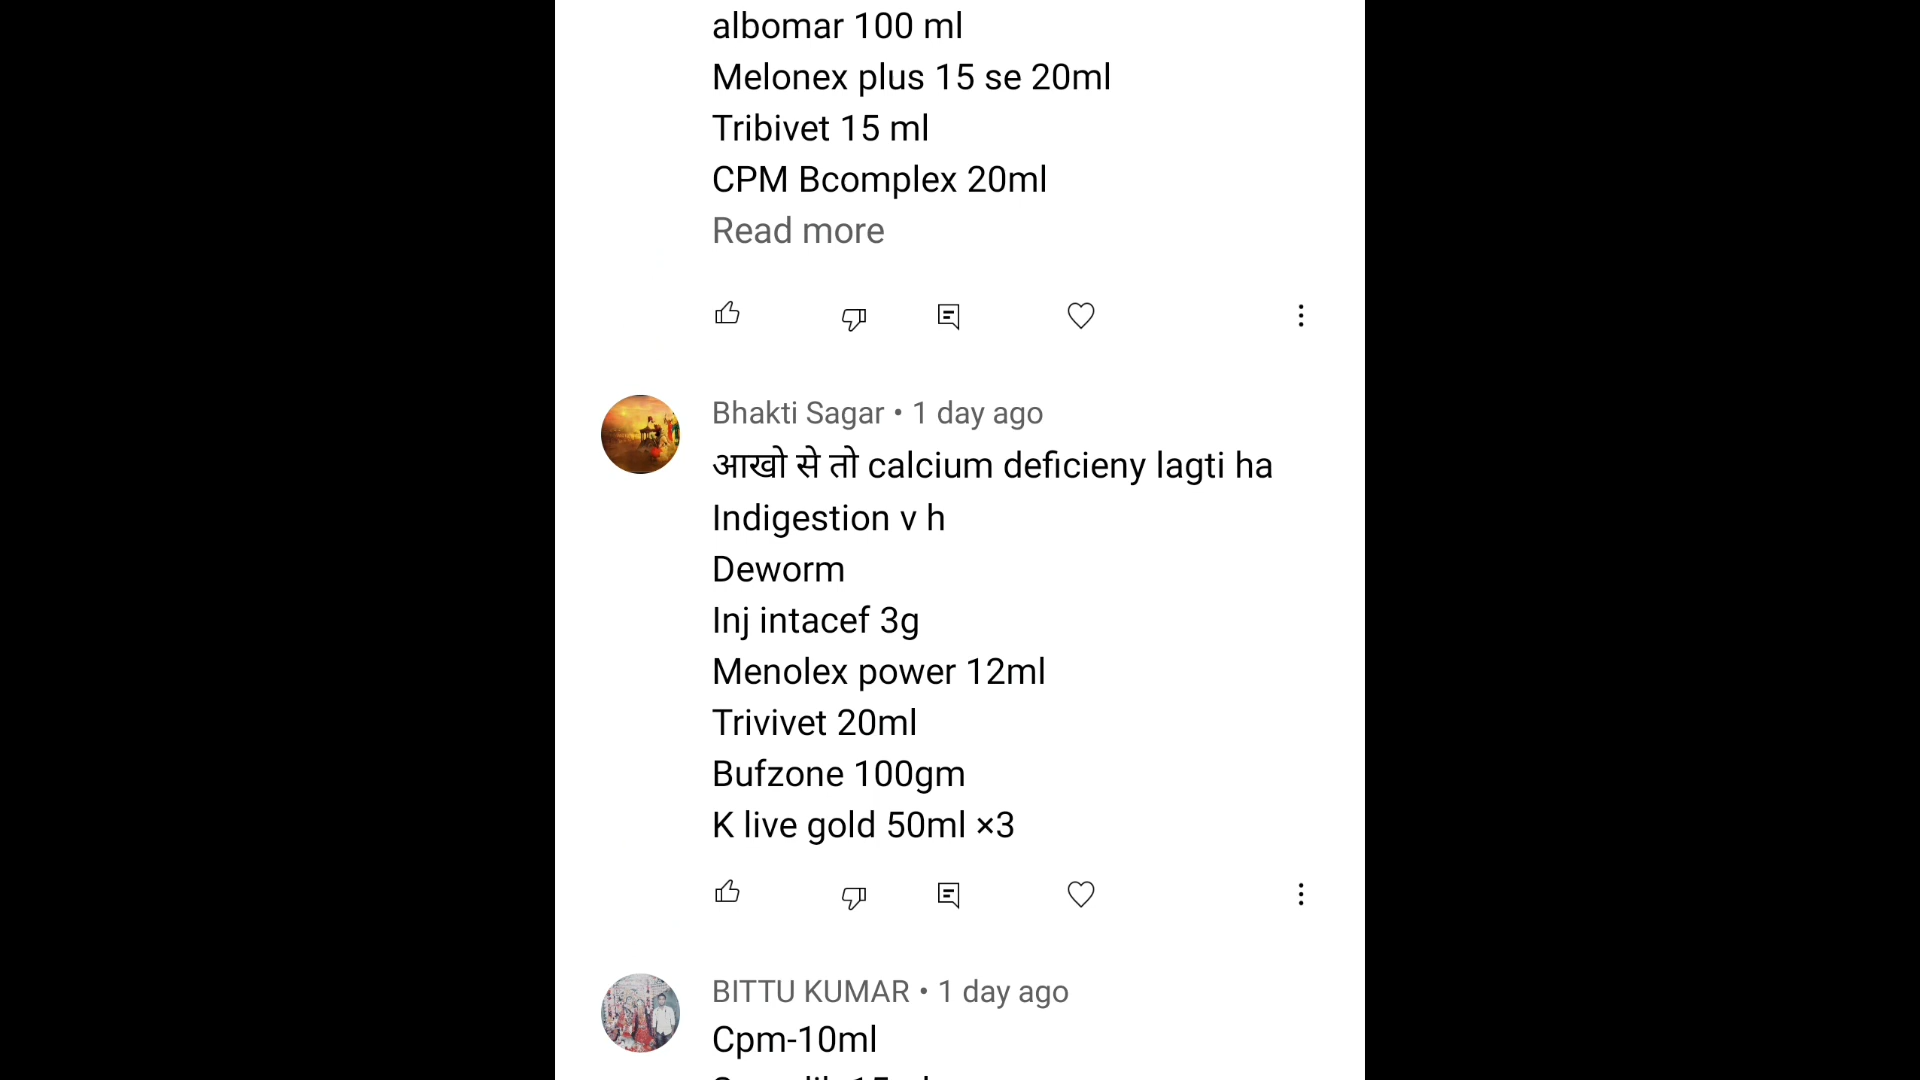 albomar 100 ml
Melonex plus 15 se 20ml
Tribivet 15 ml
CPM Bcomplex 20ml
Read more
Bhakti Sagar • 1 day ago
आखो से तो calcium deficieny lagti ha
Indigestion v h
Deworm
Inj intacef 3g
Menolex power 12ml
Trivivet 20ml
Bufzone 100gm
K live gold 50ml ×3
BITTU KUMAR • 1 day ago
Cpm-10ml